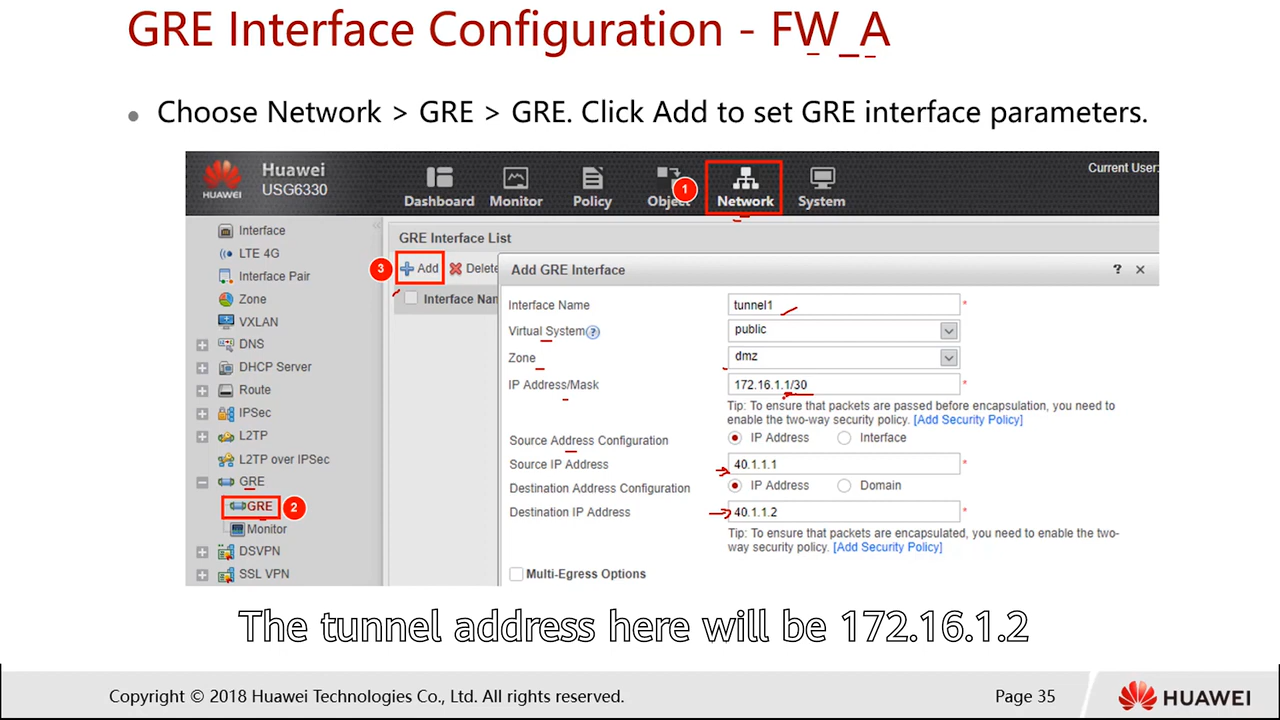 GRE Interface Configuration - FW_A
• Choose Network > GRE > GRE. Click Add to set GRE interface parameters.
HUAWEI
Huawei
USG6330
Dashboard
Monitor
Policy
Object
1
Network
System
Current User:
Interface
LTE 4G
Interface Pair
Zone
VXLAN
DNS
DHCP Server
Route
IPSec
L2TP
L2TP over IPSec
GRE
GRE
2
Monitor
DSVPN
SSL VPN
GRE Interface List
3
Add
Delete
Interface Nam
Add GRE Interface
?
Interface Name tunnel1 *
Virtual System ? public
Zone dmz
IP Address/Mask 172.16.1.1/30 *
Tip: To ensure that packets are passed before encapsulation, you need to
enable the two-way security policy. [Add Security Policy]
Source Address Configuration IP Address Interface
Source IP Address 40.1.1.1 *
Destination Address Configuration IP Address Domain
Destination IP Address 40.1.1.2 *
Tip: To ensure that packets are encapsulated, you need to enable the two-
way security policy. [Add Security Policy]
Multi-Egress Options
The tunnel address here will be 172.16.1.2
Copyright © 2018 Huawei Technologies Co., Ltd. All rights reserved.
Page 35
HUAWEI